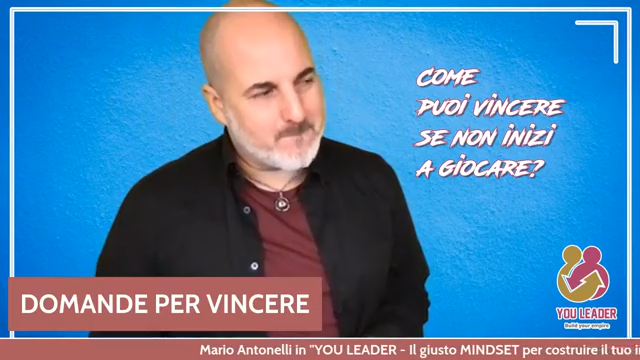 COME
PUOI VINCERE
SE NON INIZI
A GIOCARE?
YOU LEADER
Build your empire
DOMANDE PER VINCERE
Mario Antonelli in "YOU LEADER - Il giusto MINDSET per costruire il tuo i